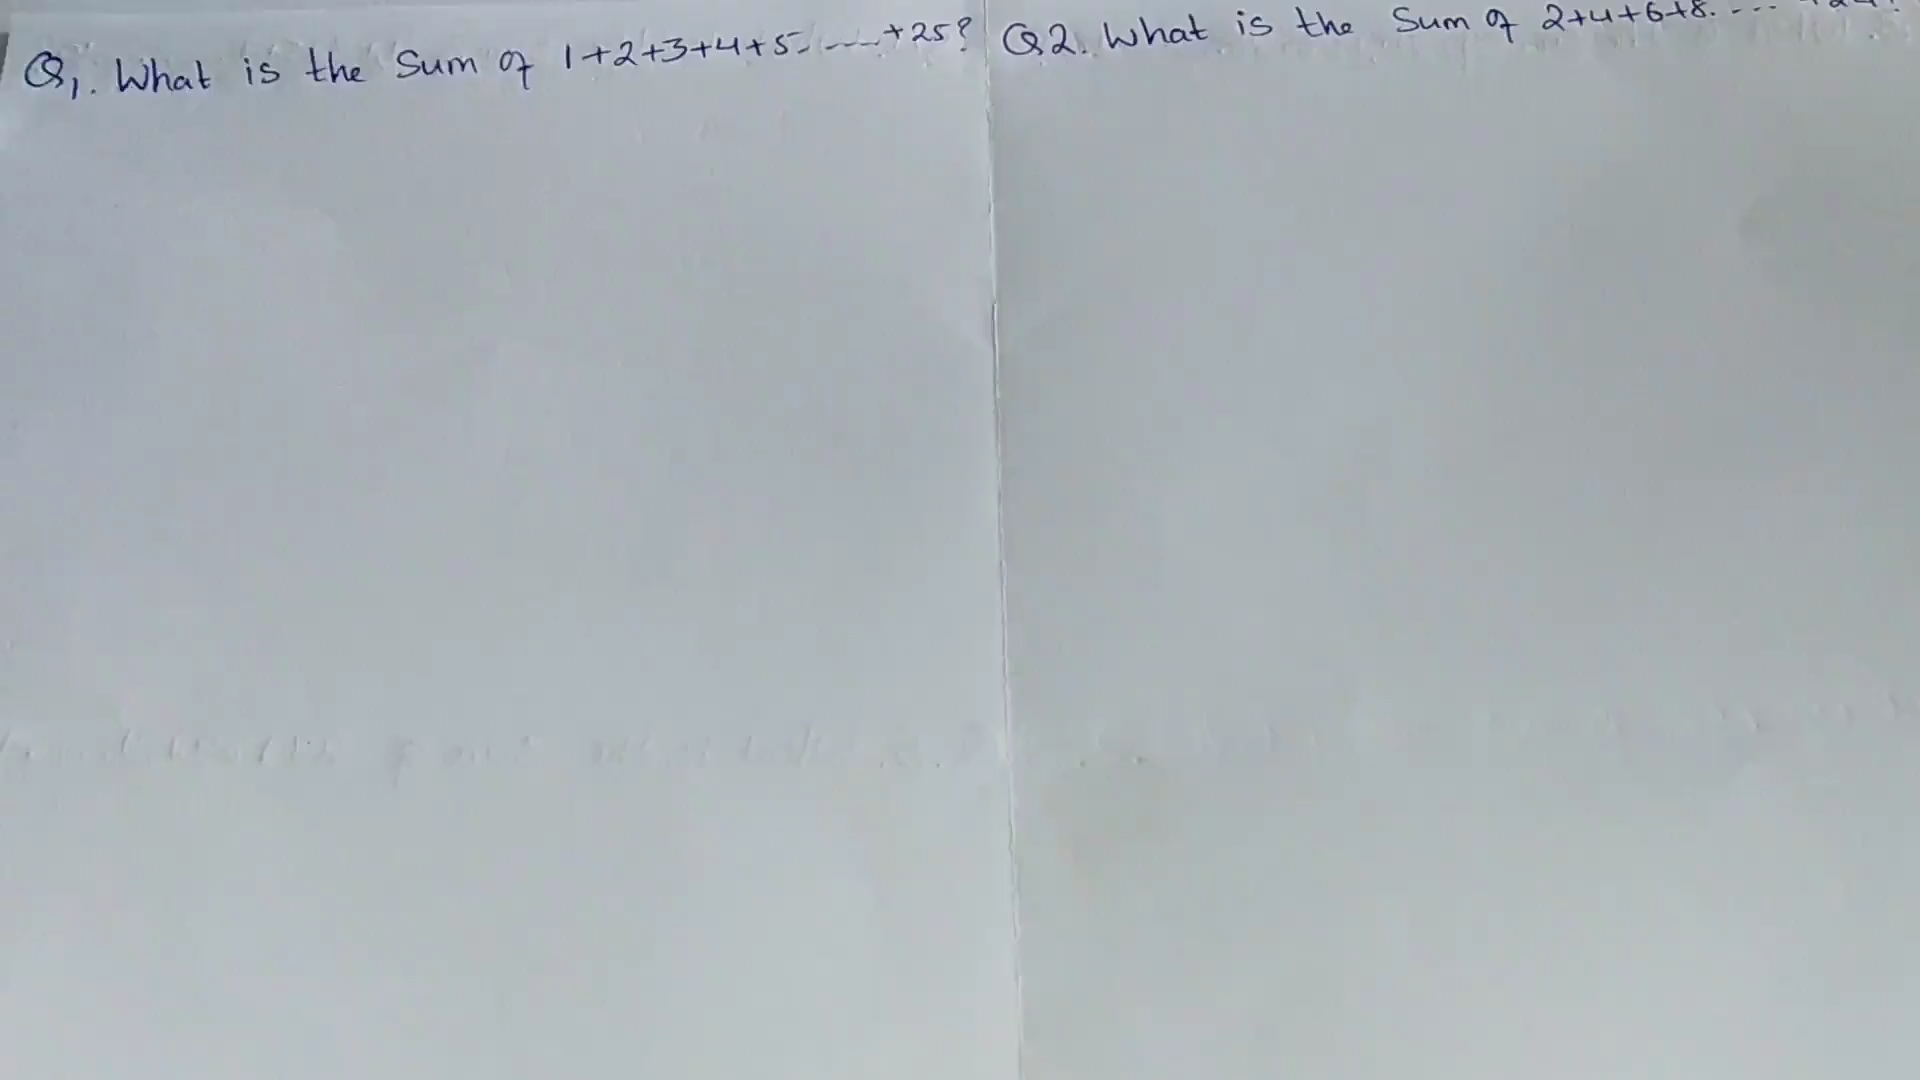 Q1. What is the Sum of 1+2+3+4+5------+25?
Q2. What is the Sum of 2+4+6+8----